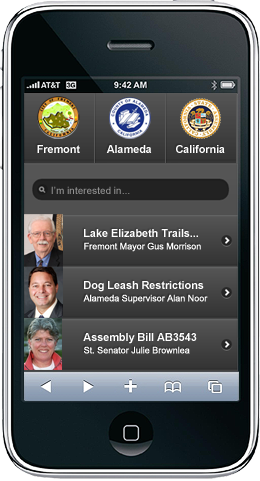 AT&T 3G 9:42 AM
Fremont Alameda California
I'm interested in...
Lake Elizabeth Trails...
Fremont Mayor Gus Morrison
Dog Leash Restrictions
Alameda Supervisor Alan Noor
Assembly Bill AB3543
St. Senator Julie Brownlea